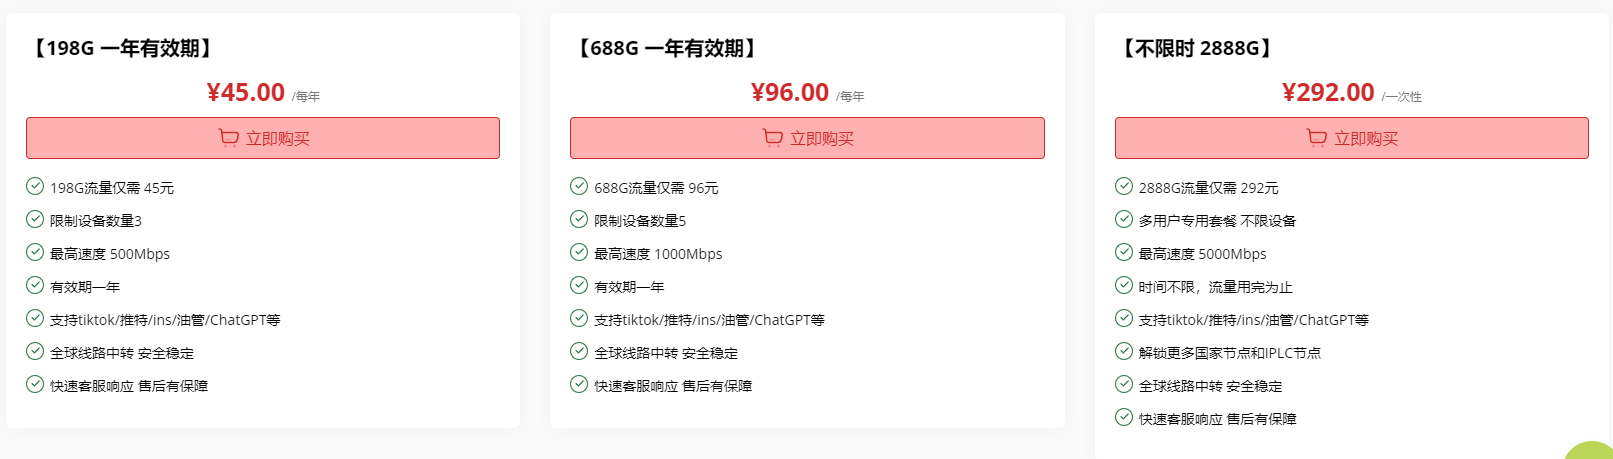 【198G 一年有效期】
¥45.00 /每年
立即购买
198G流量仅需 45元
限制设备数量3
最高速度 500Mbps
有效期一年
支持tiktok/推特/ins/油管/ChatGPT等
全球线路中转 安全稳定
快速客服响应 售后有保障
【688G 一年有效期】
¥96.00 /每年
立即购买
688G流量仅需 96元
限制设备数量5
最高速度 1000Mbps
有效期一年
支持tiktok/推特/ins/油管/ChatGPT等
全球线路中转 安全稳定
快速客服响应 售后有保障
【不限时 2888G】
¥292.00 /一次性
立即购买
2888G流量仅需 292元
多用户专用套餐 不限设备
最高速度 5000Mbps
时间不限，流量用完为止
支持tiktok/推特/ins/油管/ChatGPT等
解锁更多国家节点和IPLC节点
全球线路中转 安全稳定
快速客服响应 售后有保障